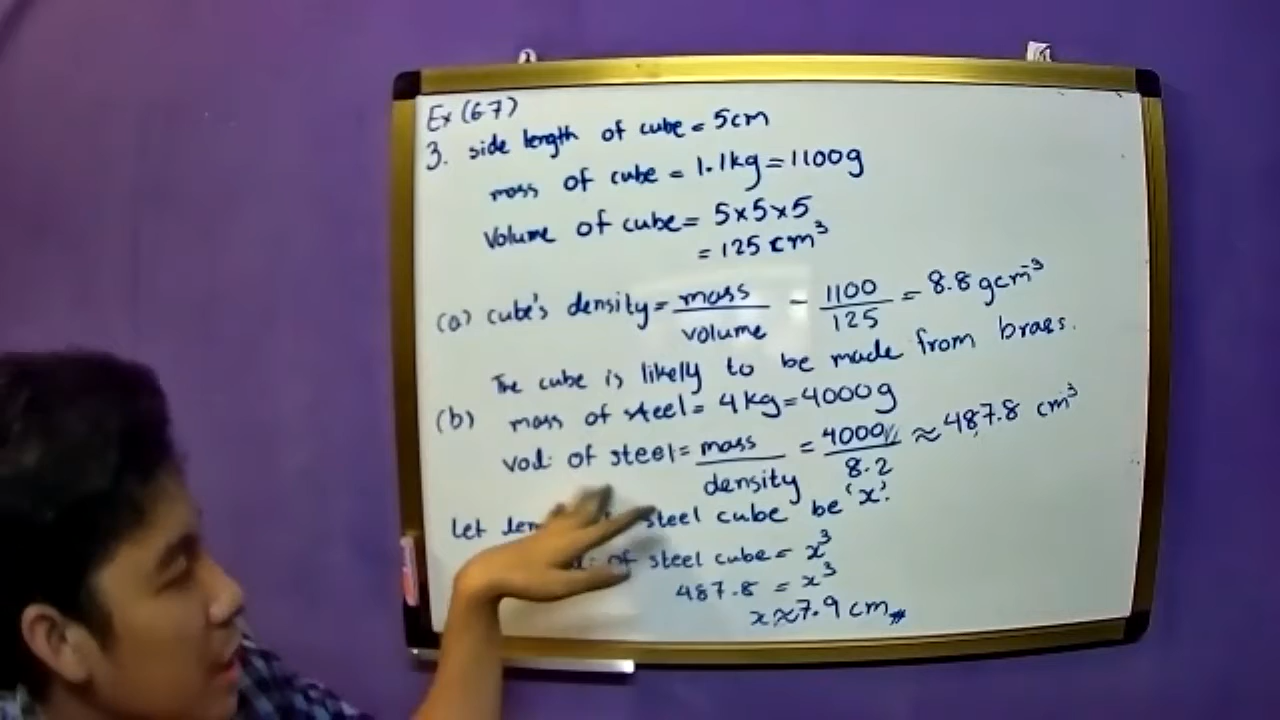 Ex (67)
3. side length of cube = 5cm
mass of cube = 1.1kg = 1100g
Volume of cube = 5x5x5
= 125 cm³
(a) cube's density = mass/volume - 1100/125 = 8.8 gcm⁻³
The cube is likely to be made from brass.
(b) mass of steel = 4kg = 4000g
vol. of steel = mass/density = 4000/8.2 ≈ 487.8 cm³
Let steel cube be 'x'.
of steel cube = x³
487.8 = x³
x ≈ 7.9 cm